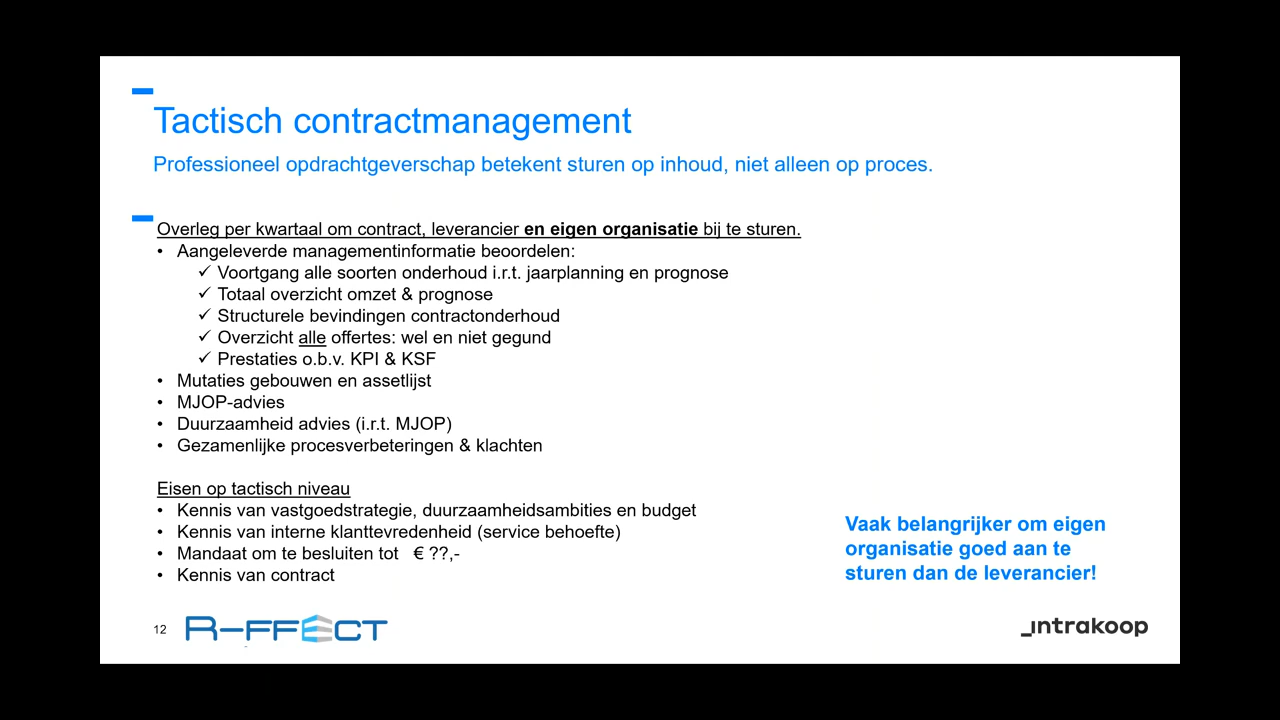 Tactisch contractmanagement
Professioneel opdrachtgeverschap betekent sturen op inhoud, niet alleen op proces.
Overleg per kwartaal om contract, leverancier en eigen organisatie bij te sturen.
• Aangeleverde managementinformatie beoordelen:
✓ Voortgang alle soorten onderhoud i.r.t. jaarplanning en prognose
✓ Totaal overzicht omzet & prognose
✓ Structurele bevindingen contractonderhoud
✓ Overzicht alle offertes: wel en niet gegund
✓ Prestaties o.b.v. KPI & KSF
• Mutaties gebouwen en assetlijst
• MJOP-advies
• Duurzaamheid advies (i.r.t. MJOP)
• Gezamenlijke procesverbeteringen & klachten
Eisen op tactisch niveau
• Kennis van vastgoedstrategie, duurzaamheidsambities en budget
• Kennis van interne klanttevredenheid (service behoefte)
• Mandaat om te besluiten tot € ??,-
• Kennis van contract
Vaak belangrijker om eigen
organisatie goed aan te
sturen dan de leverancier!
12
R-FFECT
intrakoop